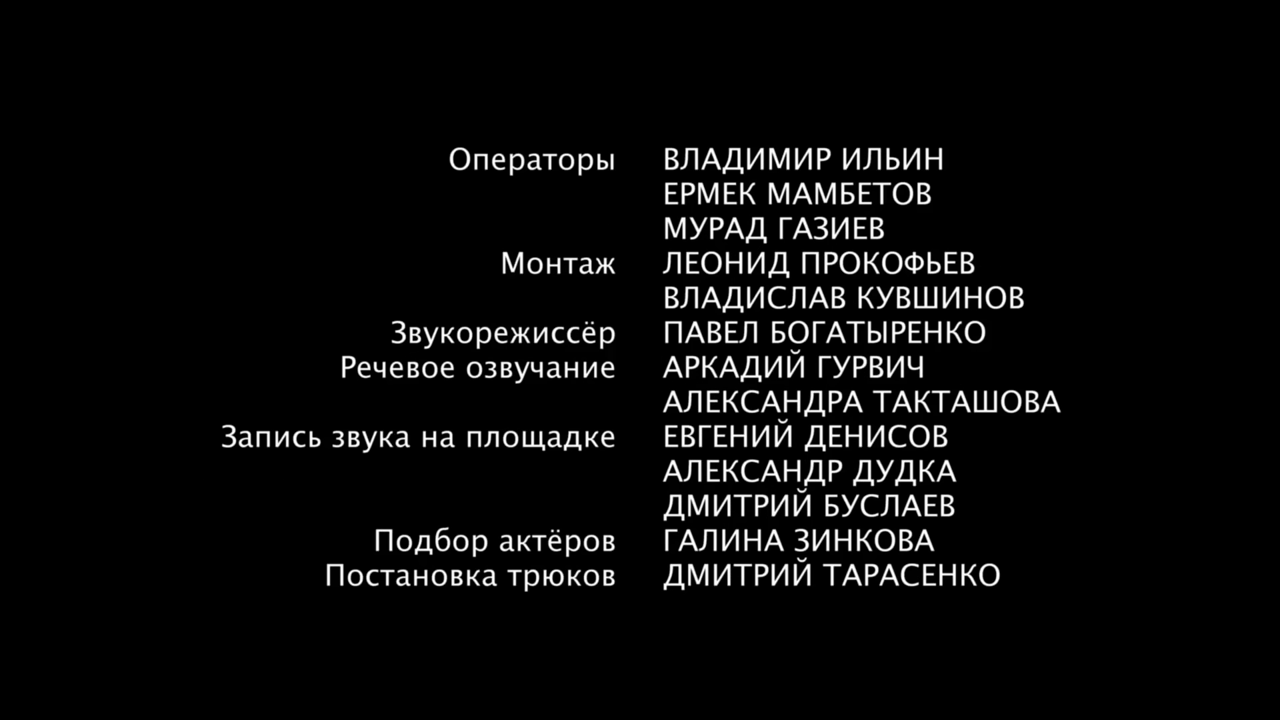 Операторы ВЛАДИМИР ИЛЬИН
ЕРМЕК МАМБЕТОВ
МУРАД ГАЗИЕВ
Монтаж ЛЕОНИД ПРОКОФЬЕВ
ВЛАДИСЛАВ КУВШИНОВ
Звукорежиссёр ПАВЕЛ БОГАТЫРЕНКО
Речевое озвучание АРКАДИЙ ГУРВИЧ
АЛЕКСАНДРА ТАКТАШОВА
Запись звука на площадке ЕВГЕНИЙ ДЕНИСОВ
АЛЕКСАНДР ДУДКА
ДМИТРИЙ БУСЛАЕВ
Подбор актёров ГАЛИНА ЗИНКОВА
Постановка трюков ДМИТРИЙ ТАРАСЕНКО